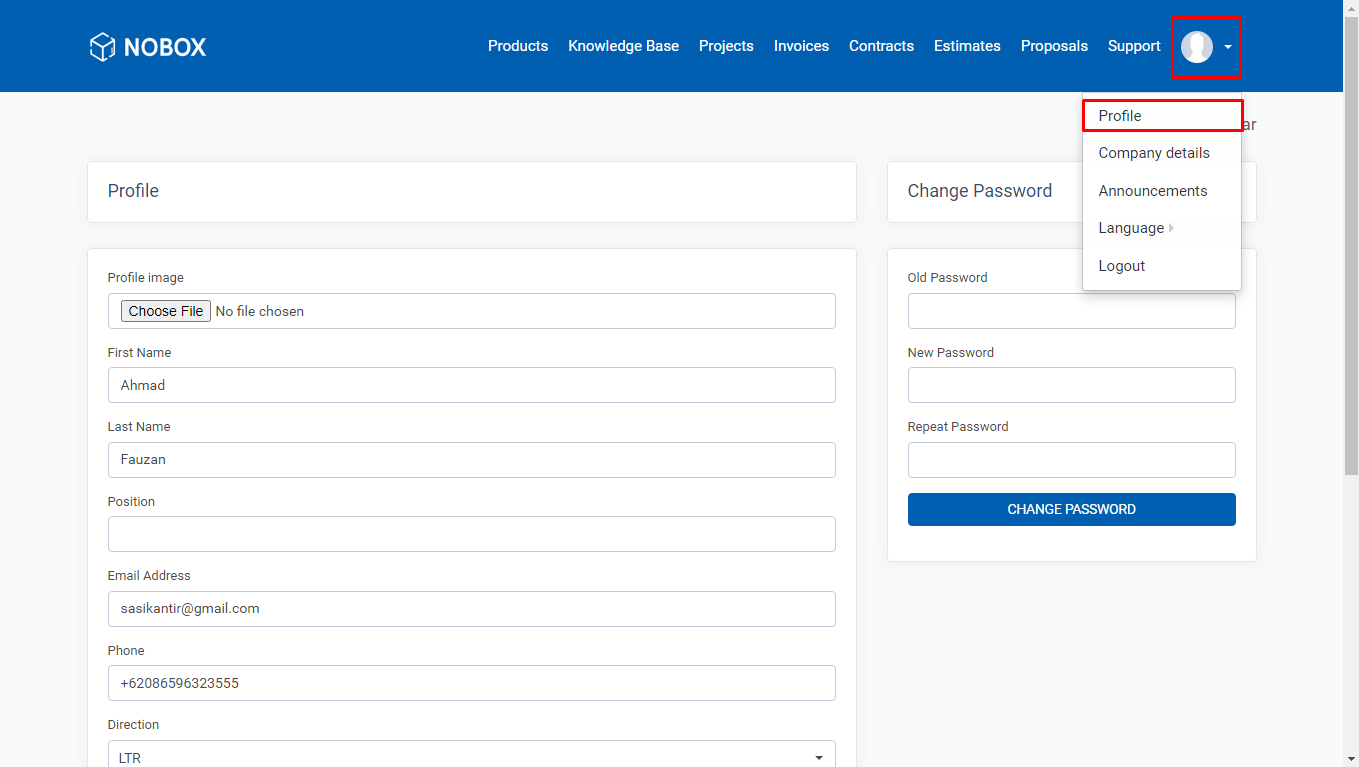 NOBOX
Products Knowledge Base Projects Invoices Contracts Estimates Proposals Support
Profile
Company details
Announcements
Language
Logout
ar
Profile
Profile image
Choose File No file chosen
First Name
Ahmad
Last Name
Fauzan
Position
Email Address
sasikantir@gmail.com
Phone
+62086596323555
Direction
LTR
Change Password
Old Password
New Password
Repeat Password
CHANGE PASSWORD